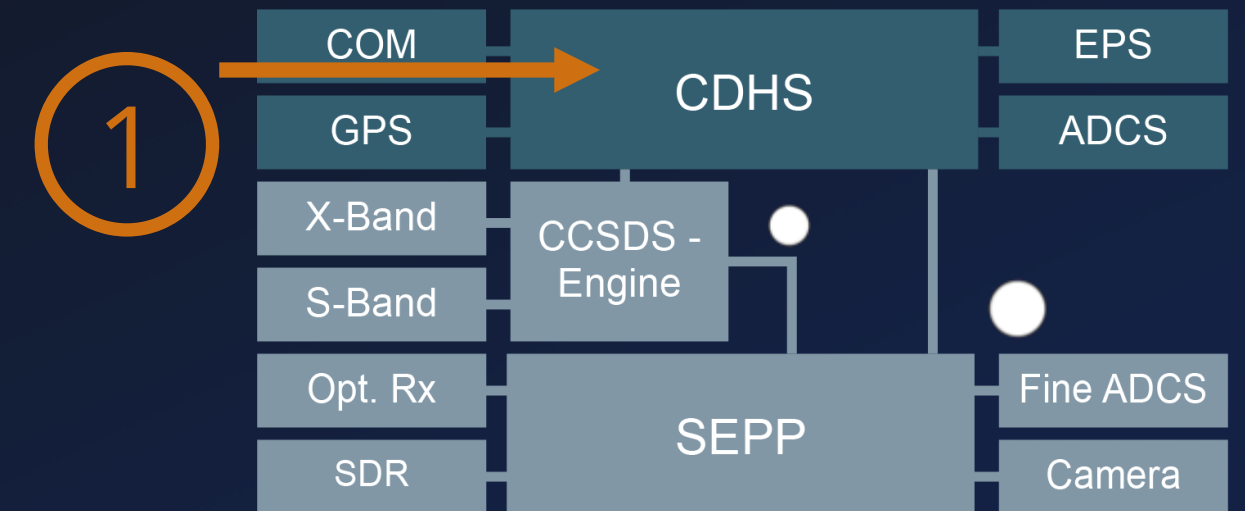 1
COM
CDHS
EPS
GPS
ADCS
X-Band
CCSDS -
Engine
S-Band
Opt. Rx
SEPP
Fine ADCS
SDR
Camera